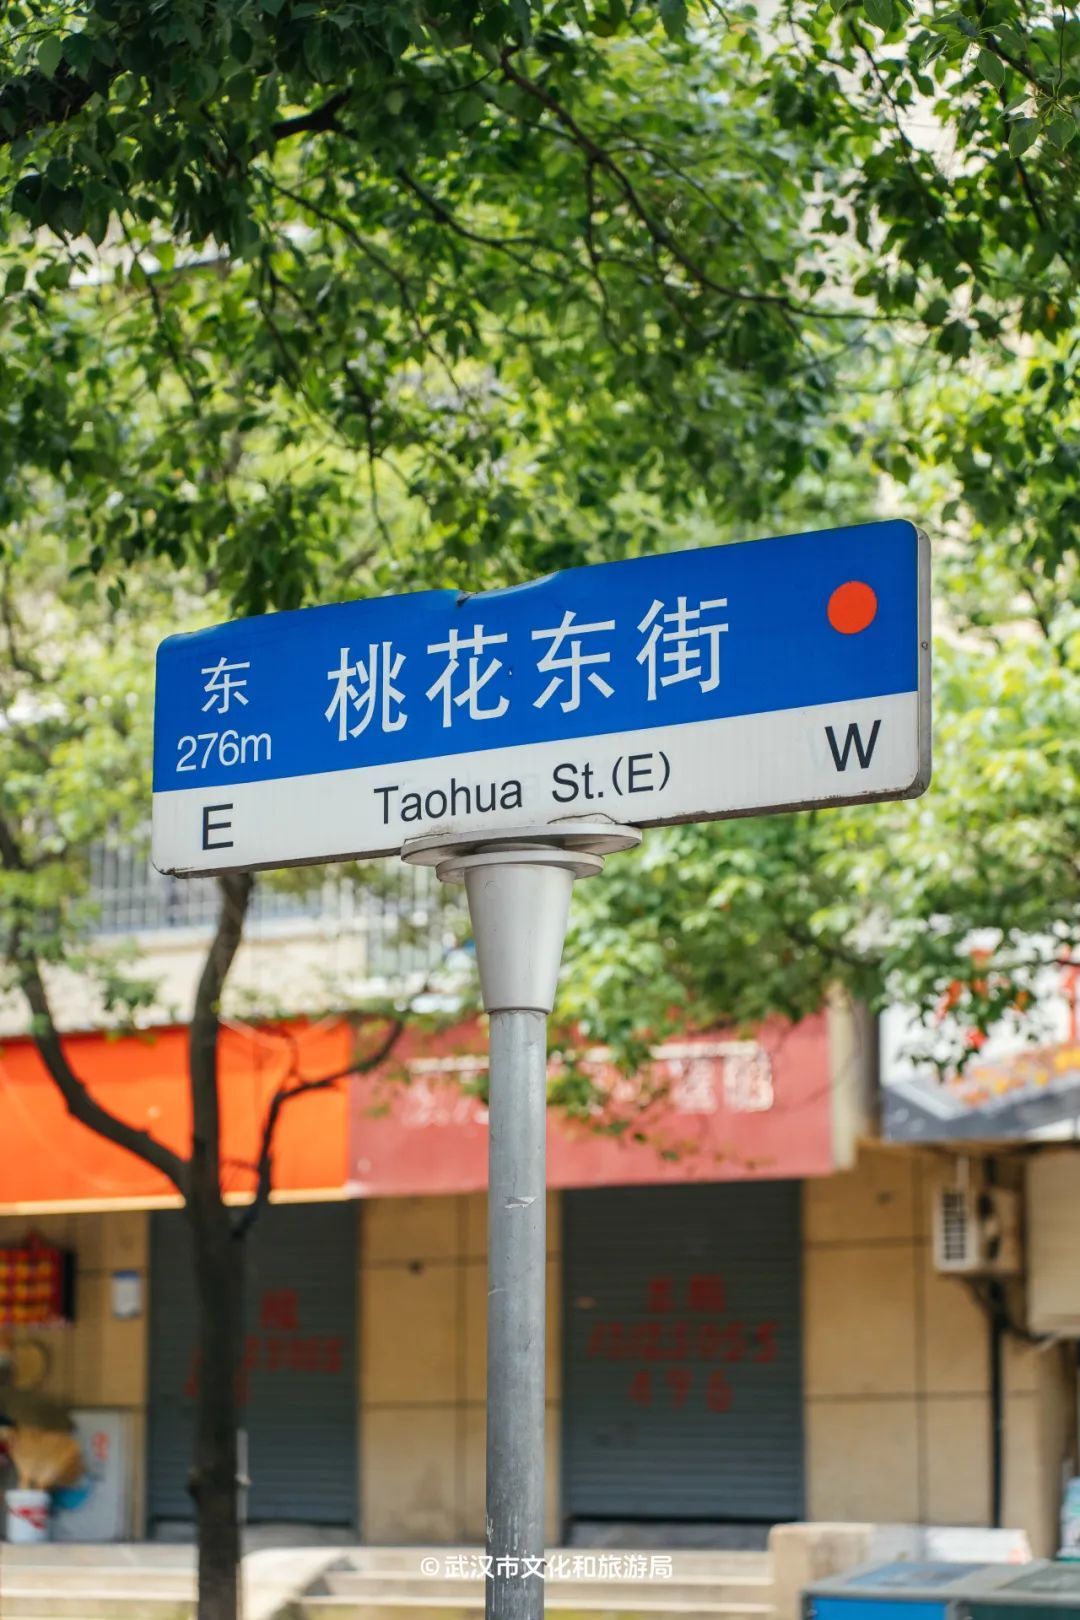 东
276m
桃花东街
E
Taohua St.(E)
W
©武汉市文化和旅游局